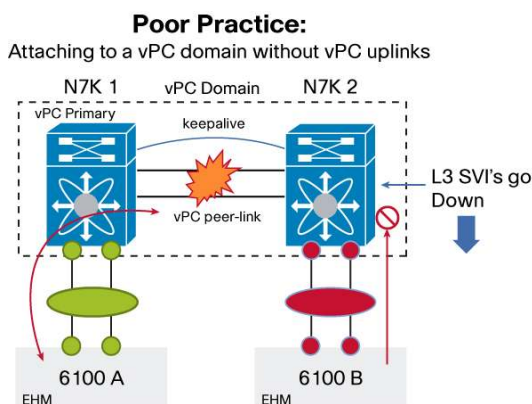 Poor Practice:
Attaching to a vPC domain without vPC uplinks
N7K 1
vPC Domain
N7K 2
vPC Primary
keepalive
L3 SVI's go
Down
vPC peer-link
6100 A
6100 B
EHM
EHM